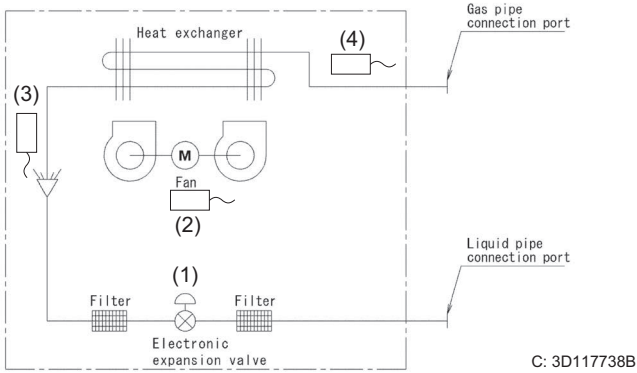 Gas pipe
connection port
Heat exchanger
(4)
(3)
M
Fan
(2)
Liquid pipe
connection port
(1)
Filter
Filter
Electronic
expansion valve
C: 3D117738B